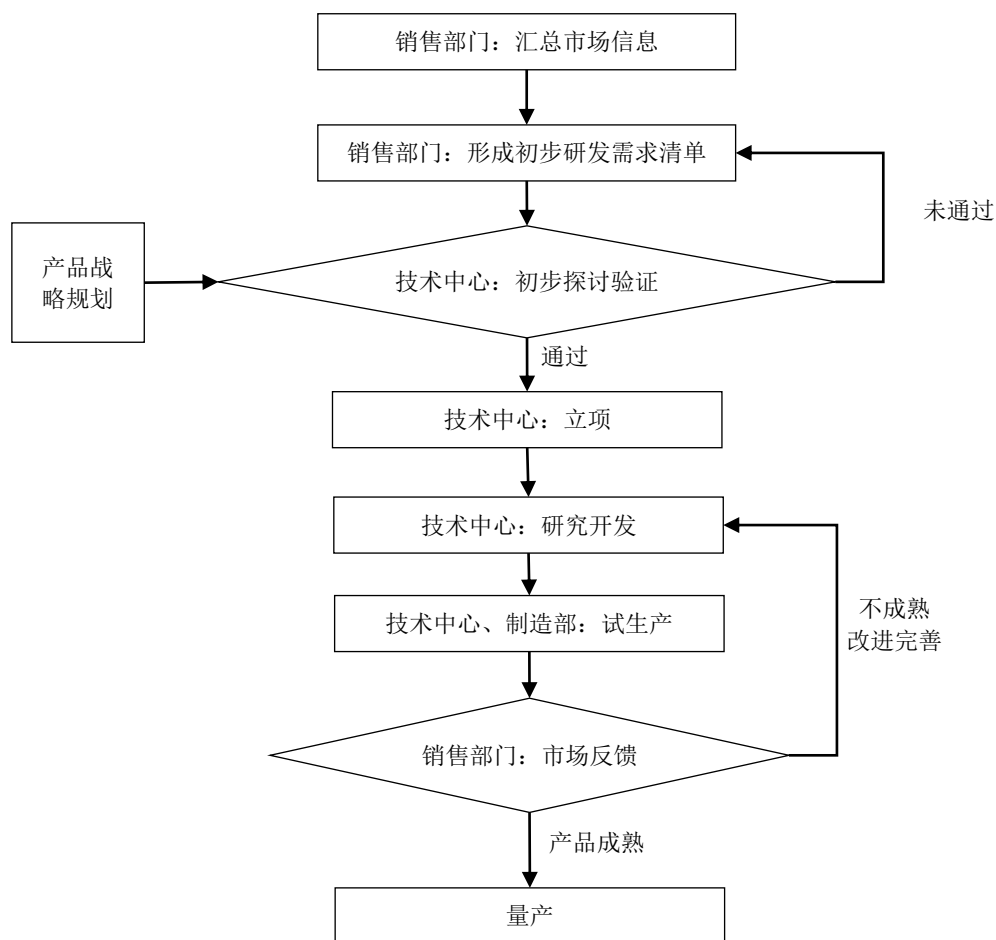 销售部门：汇总市场信息
销售部门：形成初步研发需求清单
未通过
产品战
略规划
技术中心：初步探讨验证
通过
技术中心：立项
技术中心：研究开发
不成熟
改进完善
技术中心、制造部：试生产
销售部门：市场反馈
产品成熟
量产